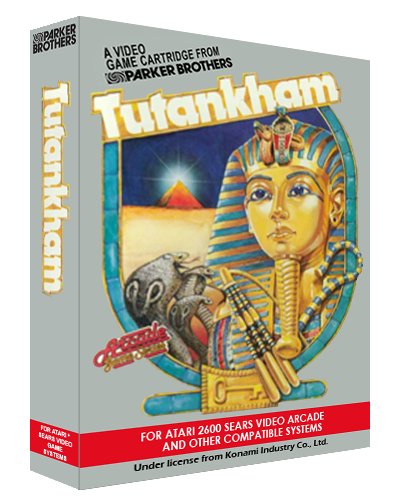 PARKER
BROTHERS
Tutankham
FOR ATARI
SEARS VIDEO
GAME
SYSTEMS
A VIDEO
GAME CARTRIDGE FROM
PARKER BROTHERS
Tutankham
Arcade
FOR ATARI 2600 SEARS VIDEO ARCADE
AND OTHER COMPATIBLE SYSTEMS
Under license from Konami Industry Co., Ltd.